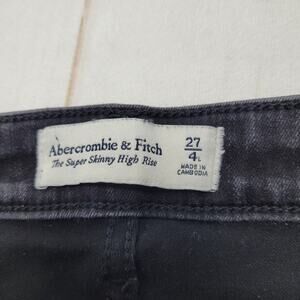 Abercrombie & Fitch
The Super Skinny High Rise
27
4L
MADE IN
CAMBODIA